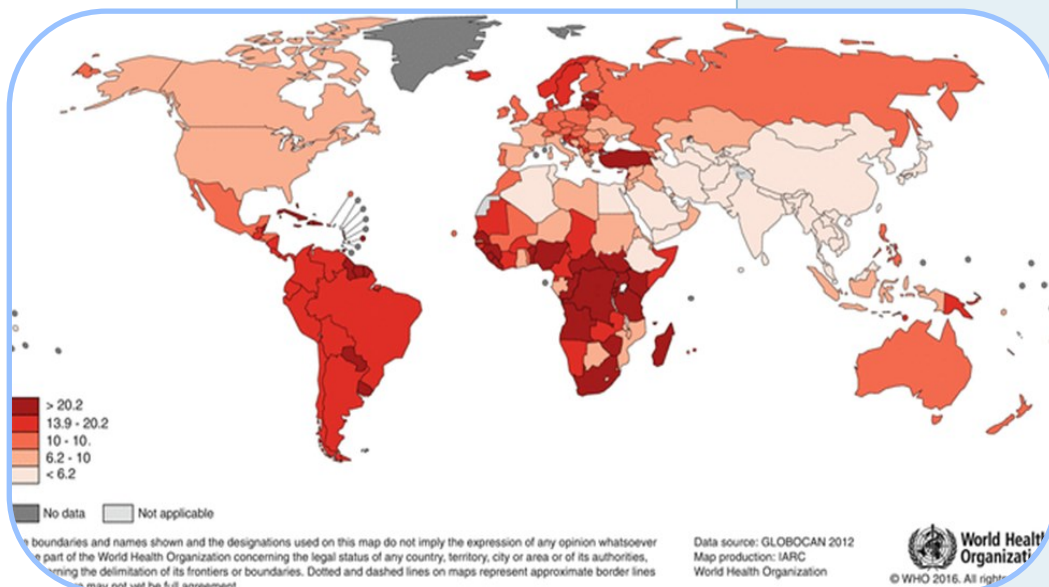 > 20.2
13.9 - 20.2
10 - 10.
6.2 - 10
< 6.2
No data
Not applicable
e boundaries and names shown and the designations used on this map do not imply the expression of any opinion whatsoever
e part of the World Health Organization concerning the legal status of any country, territory, city or area or of its authorities,
erning the delimitation of its frontiers or boundaries. Dotted and dashed lines on maps represent approximate border lines
may not yet be full agreement.
Data source: GLOBOCAN 2012
Map production: IARC
World Health Organization
World Health
Organizati
© WHO 2016. All right